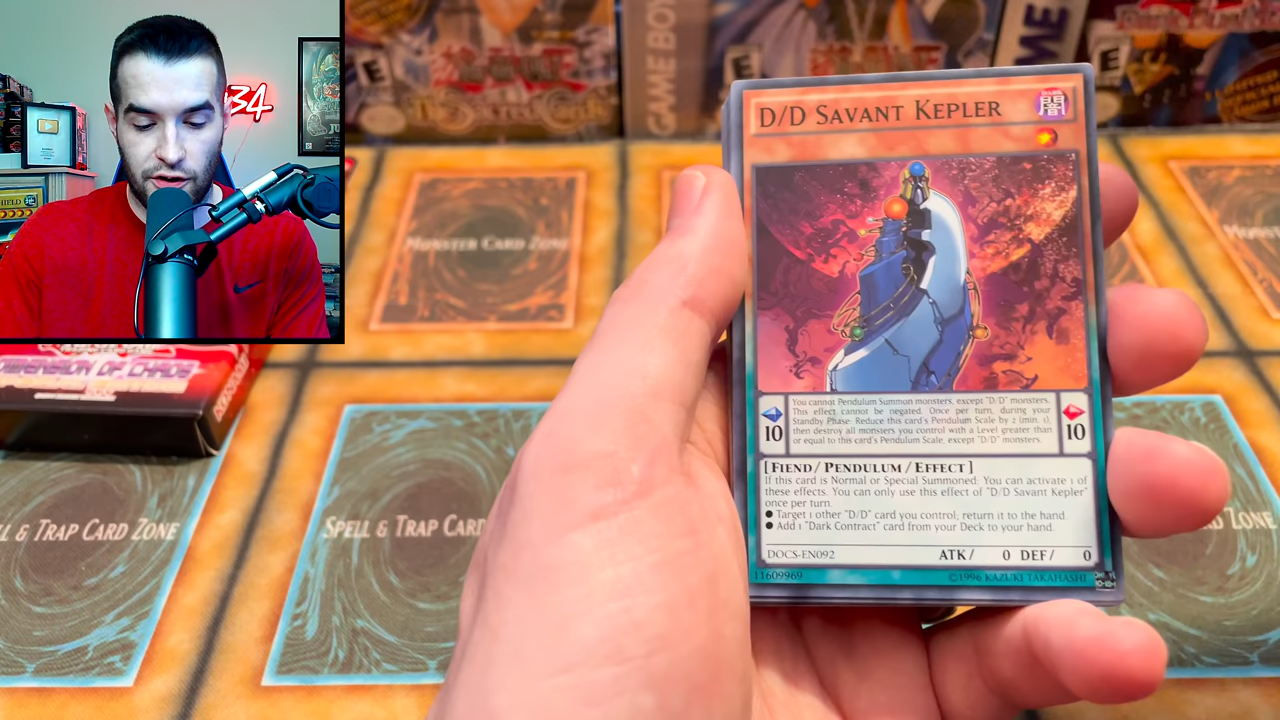 34
SHIELD
GAME BOY
D/D SAVANT KEPLER
闇
MONSTER CARD ZONE
DIMENSION OF CHAOS
You cannot Pendulum Summon monsters, except "D/D" monsters.
This effect cannot be negated. Once per turn, during your
Standby Phase: Reduce this card's Pendulum Scale by 2 (min. 1),
then destroy all monsters you control with a Level greater than
or equal to this card's Pendulum Scale, except "D/D" monsters.
10
10
[FIEND/PENDULUM/EFFECT]
If this card is Normal or Special Summoned: You can activate 1 of
these effects. You can only use this effect of "D/D Savant Kepler"
once per turn.
● Target 1 other "D/D" card you control; return it to the hand.
● Add 1 "Dark Contract" card from your Deck to your hand.
DOCS-EN092
ATK/ 0 DEF/ 0
11609969
©1996 KAZUKI TAKAHASHI
L & TRAP CARD ZONE
SPELL & TRAP CARD
ZONE